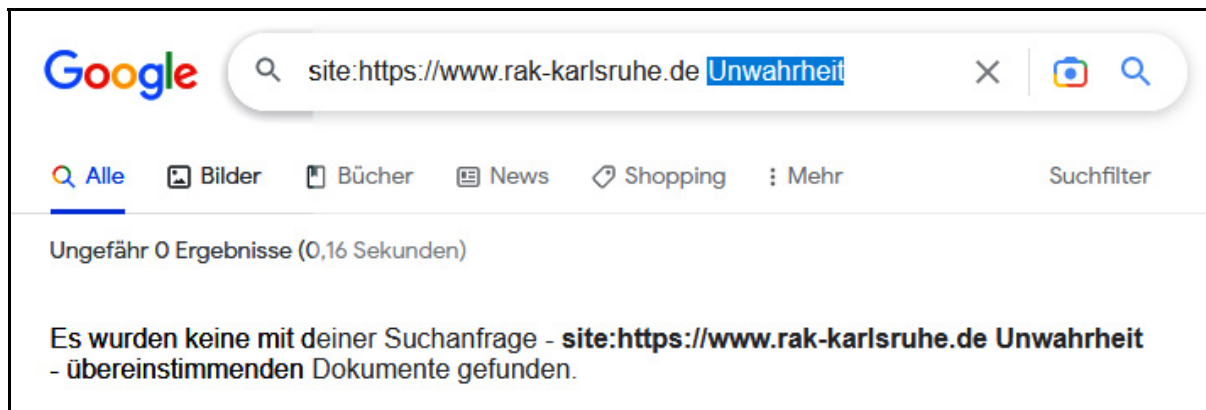 Google site:https://www.rak-karlsruhe.de Unwahrheit
Alle Bilder Bücher News Shopping Mehr Suchfilter
Ungefähr 0 Ergebnisse (0,16 Sekunden)
Es wurden keine mit deiner Suchanfrage - site:https://www.rak-karlsruhe.de Unwahrheit
- übereinstimmenden Dokumente gefunden.